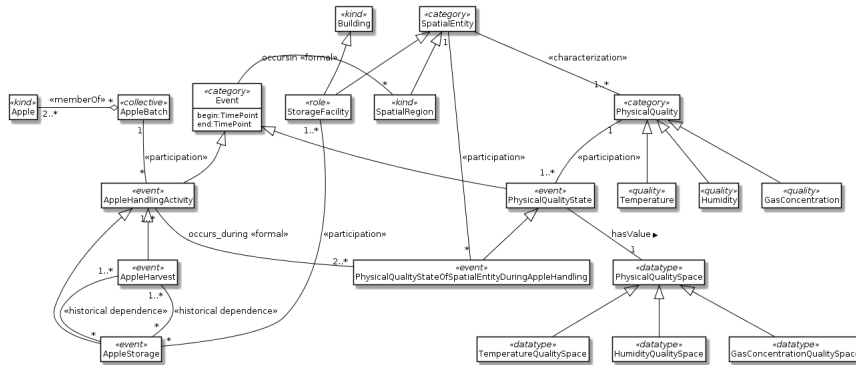 «kind»
Building
«category»
SpatialEntity
1
occursIn «formal»
«characterization»
«kind»
Apple
«memberOf»
2..*
*
«collective»
AppleBatch
1
«category»
Event
begin:TimePoint
end:TimePoint
«role»
StorageFacility
1..*
*
«kind»
SpatialRegion
1..*
«category»
PhysicalQuality
1
«participation»
«participation»
«participation»
1..*
«quality»
Temperature
«quality»
Humidity
«quality»
GasConcentration
*
«event»
AppleHandlingActivity
1..*
«event»
PhysicalQualityState
occurs_during «formal»
«participation»
hasValue ▶
*
2..*
1
1..*
«event»
AppleHarvest
1..*
«event»
PhysicalQualityStateOfSpatialEntityDuringAppleHandling
«datatype»
PhysicalQualitySpace
«historical dependence»
«historical dependence»
*
*
*
«event»
AppleStorage
«datatype»
TemperatureQualitySpace
«datatype»
HumidityQualitySpace
«datatype»
GasConcentrationQualitySpace